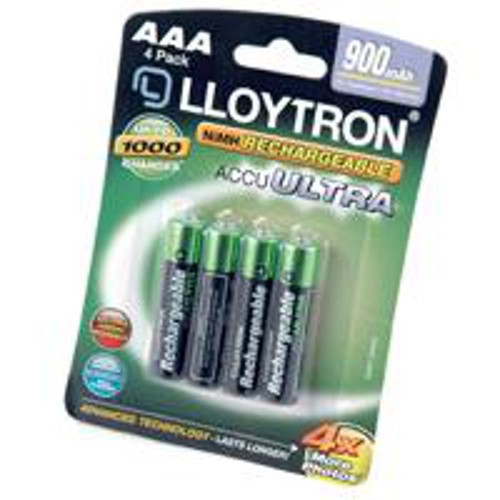 AAA
4 Pack
900mAh
LLOYTRON®
UP TO
1000
CHARGES
NiMH RECHARGEABLE
ACCU ULTRA
Rechargeable
Rechargeable
Rechargeable
ADVANCED TECHNOLOGY - LASTS LONGER!
4x
More
Photos